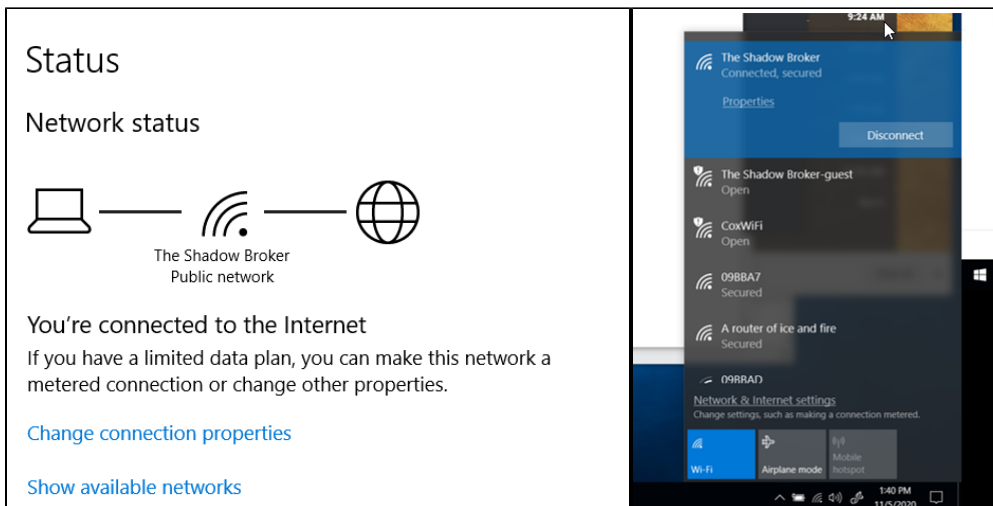 Status
Network status
The Shadow Broker
Public network
You're connected to the Internet
If you have a limited data plan, you can make this network a
metered connection or change other properties.
Change connection properties
Show available networks
9:24 AM
The Shadow Broker
Connected, secured
Properties
Disconnect
The Shadow Broker-guest
Open
CoxWiFi
Open
09BBA7
Secured
A router of ice and fire
Secured
09BBAD
Network & Internet settings
Change settings, such as making a connection metered.
Wi-Fi
Airplane mode
Mobile
hotspot
1:40 PM
11/5/2020